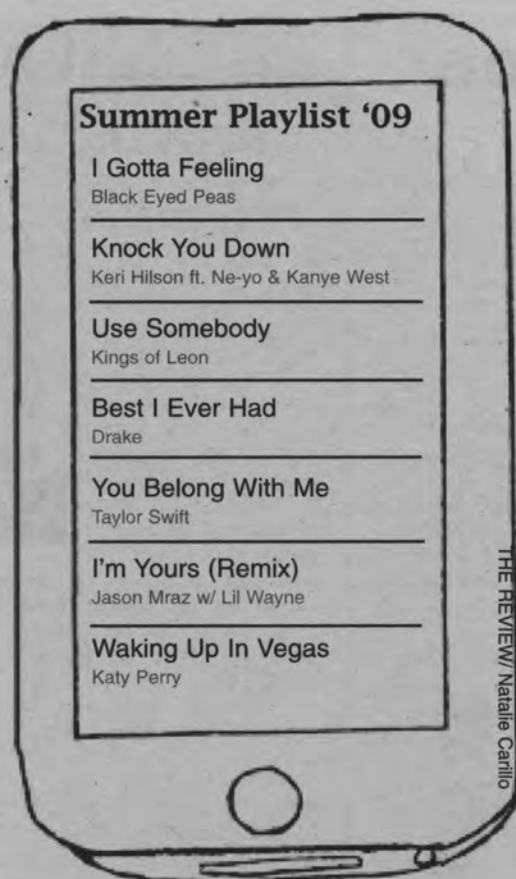 Summer Playlist ‘09
I Gotta Feeling
Black Eyed Peas
Knock You Down
Keri Hilson ft. Ne-yo & Kanye West
Use Somebody
Kings of Leon
Best I Ever Had
Drake
You Belong With Me
Taylor Swift
I'm Yours (Remix)
Jason Mraz w/ Lil Wayne
Waking Up In Vegas
Katy Perry
THE REVIEW/ Natalie Carillo